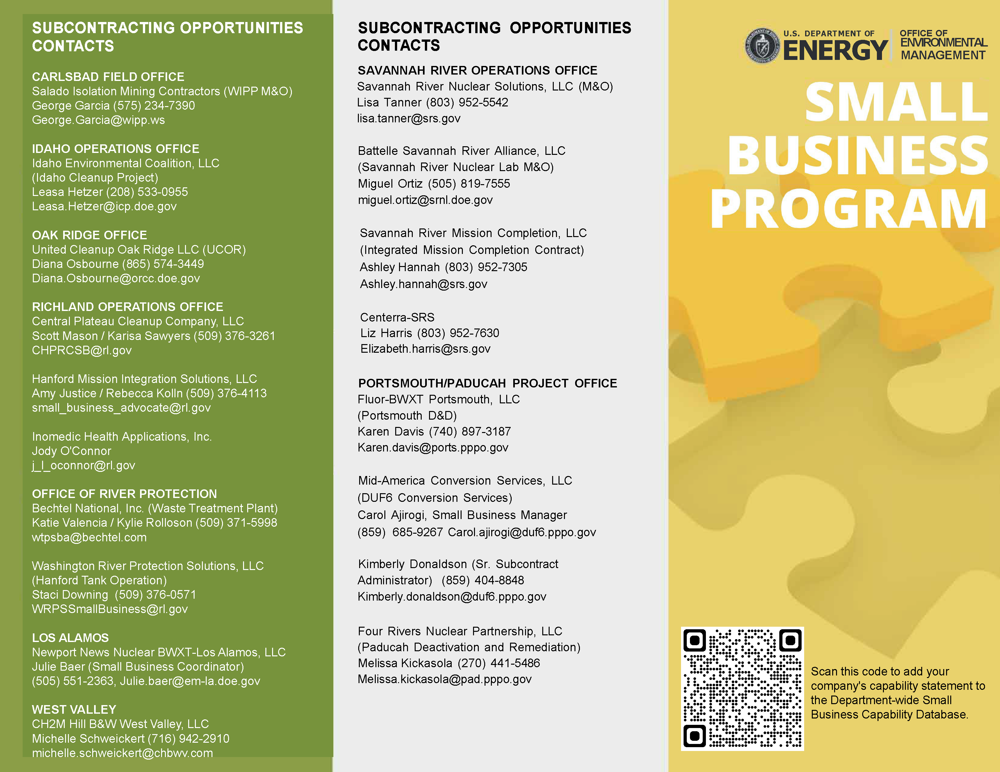 SUBCONTRACTING OPPORTUNITIES
CONTACTS
CARLSBAD FIELD OFFICE
Salado Isolation Mining Contractors (WIPP M&O)
George Garcia (575) 234-7390
George.Garcia@wipp.ws
IDAHO OPERATIONS OFFICE
Idaho Environmental Coalition, LLC
(Idaho Cleanup Project)
Leasa Hetzer (208) 533-0955
Leasa.Hetzer@icp.doe.gov
OAK RIDGE OFFICE
United Cleanup Oak Ridge LLC (UCOR)
Diana Osbourne (865) 574-3449
Diana.Osbourne@orcc.doe.gov
RICHLAND OPERATIONS OFFICE
Central Plateau Cleanup Company, LLC
Scott Mason / Karisa Sawyers (509) 376-3261
CHPRCSB@rl.gov
Hanford Mission Integration Solutions, LLC
Amy Justice / Rebecca Kolln (509) 376-4113
small_business_advocate@rl.gov
Inomedic Health Applications, Inc.
Jody O'Connor
j_l_oconnor@rl.gov
OFFICE OF RIVER PROTECTION
Bechtel National, Inc. (Waste Treatment Plant)
Katie Valencia / Kylie Rolloson (509) 371-5998
wtpsba@bechtel.com
Washington River Protection Solutions, LLC
(Hanford Tank Operation)
Staci Downing (509) 376-0571
WRPSSmallBusiness@rl.gov
LOS ALAMOS
Newport News Nuclear BWXT-Los Alamos, LLC
Julie Baer (Small Business Coordinator)
(505) 551-2363, Julie.baer@em-la.doe.gov
WEST VALLEY
CH2M Hill B&W West Valley, LLC
Michelle Schweickert (716) 942-2910
michelle.schweickert@chbwv.com
SUBCONTRACTING OPPORTUNITIES
CONTACTS
SAVANNAH RIVER OPERATIONS OFFICE
Savannah River Nuclear Solutions, LLC (M&O)
Lisa Tanner (803) 952-5542
lisa.tanner@srs.gov
Battelle Savannah River Alliance, LLC
(Savannah River Nuclear Lab M&O)
Miguel Ortiz (505) 819-7555
miguel.ortiz@srnl.doe.gov
Savannah River Mission Completion, LLC
(Integrated Mission Completion Contract)
Ashley Hannah (803) 952-7305
Ashley.hannah@srs.gov
Centerra-SRS
Liz Harris (803) 952-7630
Elizabeth.harris@srs.gov
PORTSMOUTH/PADUCAH PROJECT OFFICE
Fluor-BWXT Portsmouth, LLC
(Portsmouth D&D)
Karen Davis (740) 897-3187
Karen.davis@ports.pppo.gov
Mid-America Conversion Services, LLC
(DUF6 Conversion Services)
Carol Ajirogi, Small Business Manager
(859) 685-9267 Carol.ajirogi@duf6.pppo.gov
Kimberly Donaldson (Sr. Subcontract
Administrator) (859) 404-8848
Kimberly.donaldson@duf6.pppo.gov
Four Rivers Nuclear Partnership, LLC
(Paducah Deactivation and Remediation)
Melissa Kickasola (270) 441-5486
Melissa.kickasola@pad.pppo.gov
U.S. DEPARTMENT OF
ENERGY
OFFICE OF
ENVIRONMENTAL
MANAGEMENT
SMALL
BUSINESS
PROGRAM
Scan this code to add your
company's capability statement to
the Department-wide Small
Business Capability Database.